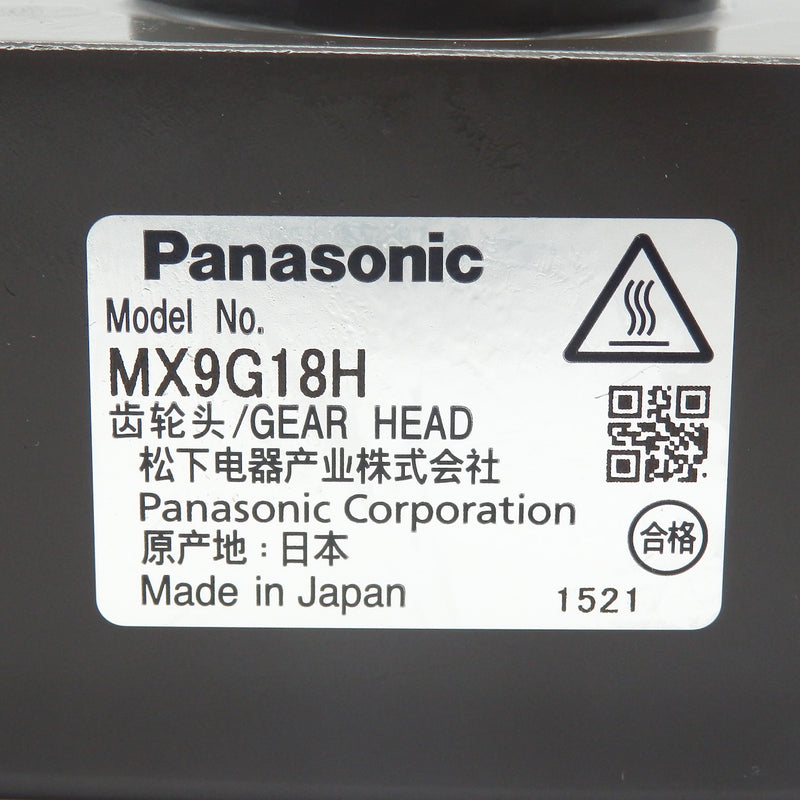 Panasonic
Model No.
MX9G18H
齿轮头/GEAR HEAD
松下电器产业株式会社
Panasonic Corporation
原产地:日本
Made in Japan
合格
1521